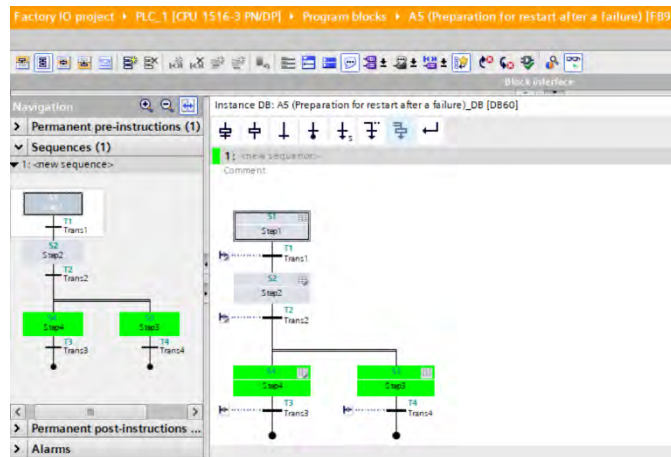 Factory IO project ▸ PLC_1 [CPU 1516-3 PN/DP] ▸ Program blocks ▸ A5 (Preparation for restart after a failure) [FB9
Block interface
Navigation
Instance DB: A5 (Preparation for restart after a failure)_DB [DB60]
Permanent pre-instructions (1)
Sequences (1)
1: <new sequence>
1: <new sequence>
Comment
T1
Trans1
S2
Step2
T2
Trans2
Step4
Step3
T3
Trans3
T4
Trans4
S1
Step1
T1
Trans1
S2
Step2
T2
Trans2
Step4
Step3
T3
Trans3
T4
Trans4
Permanent post-instructions ...
Alarms